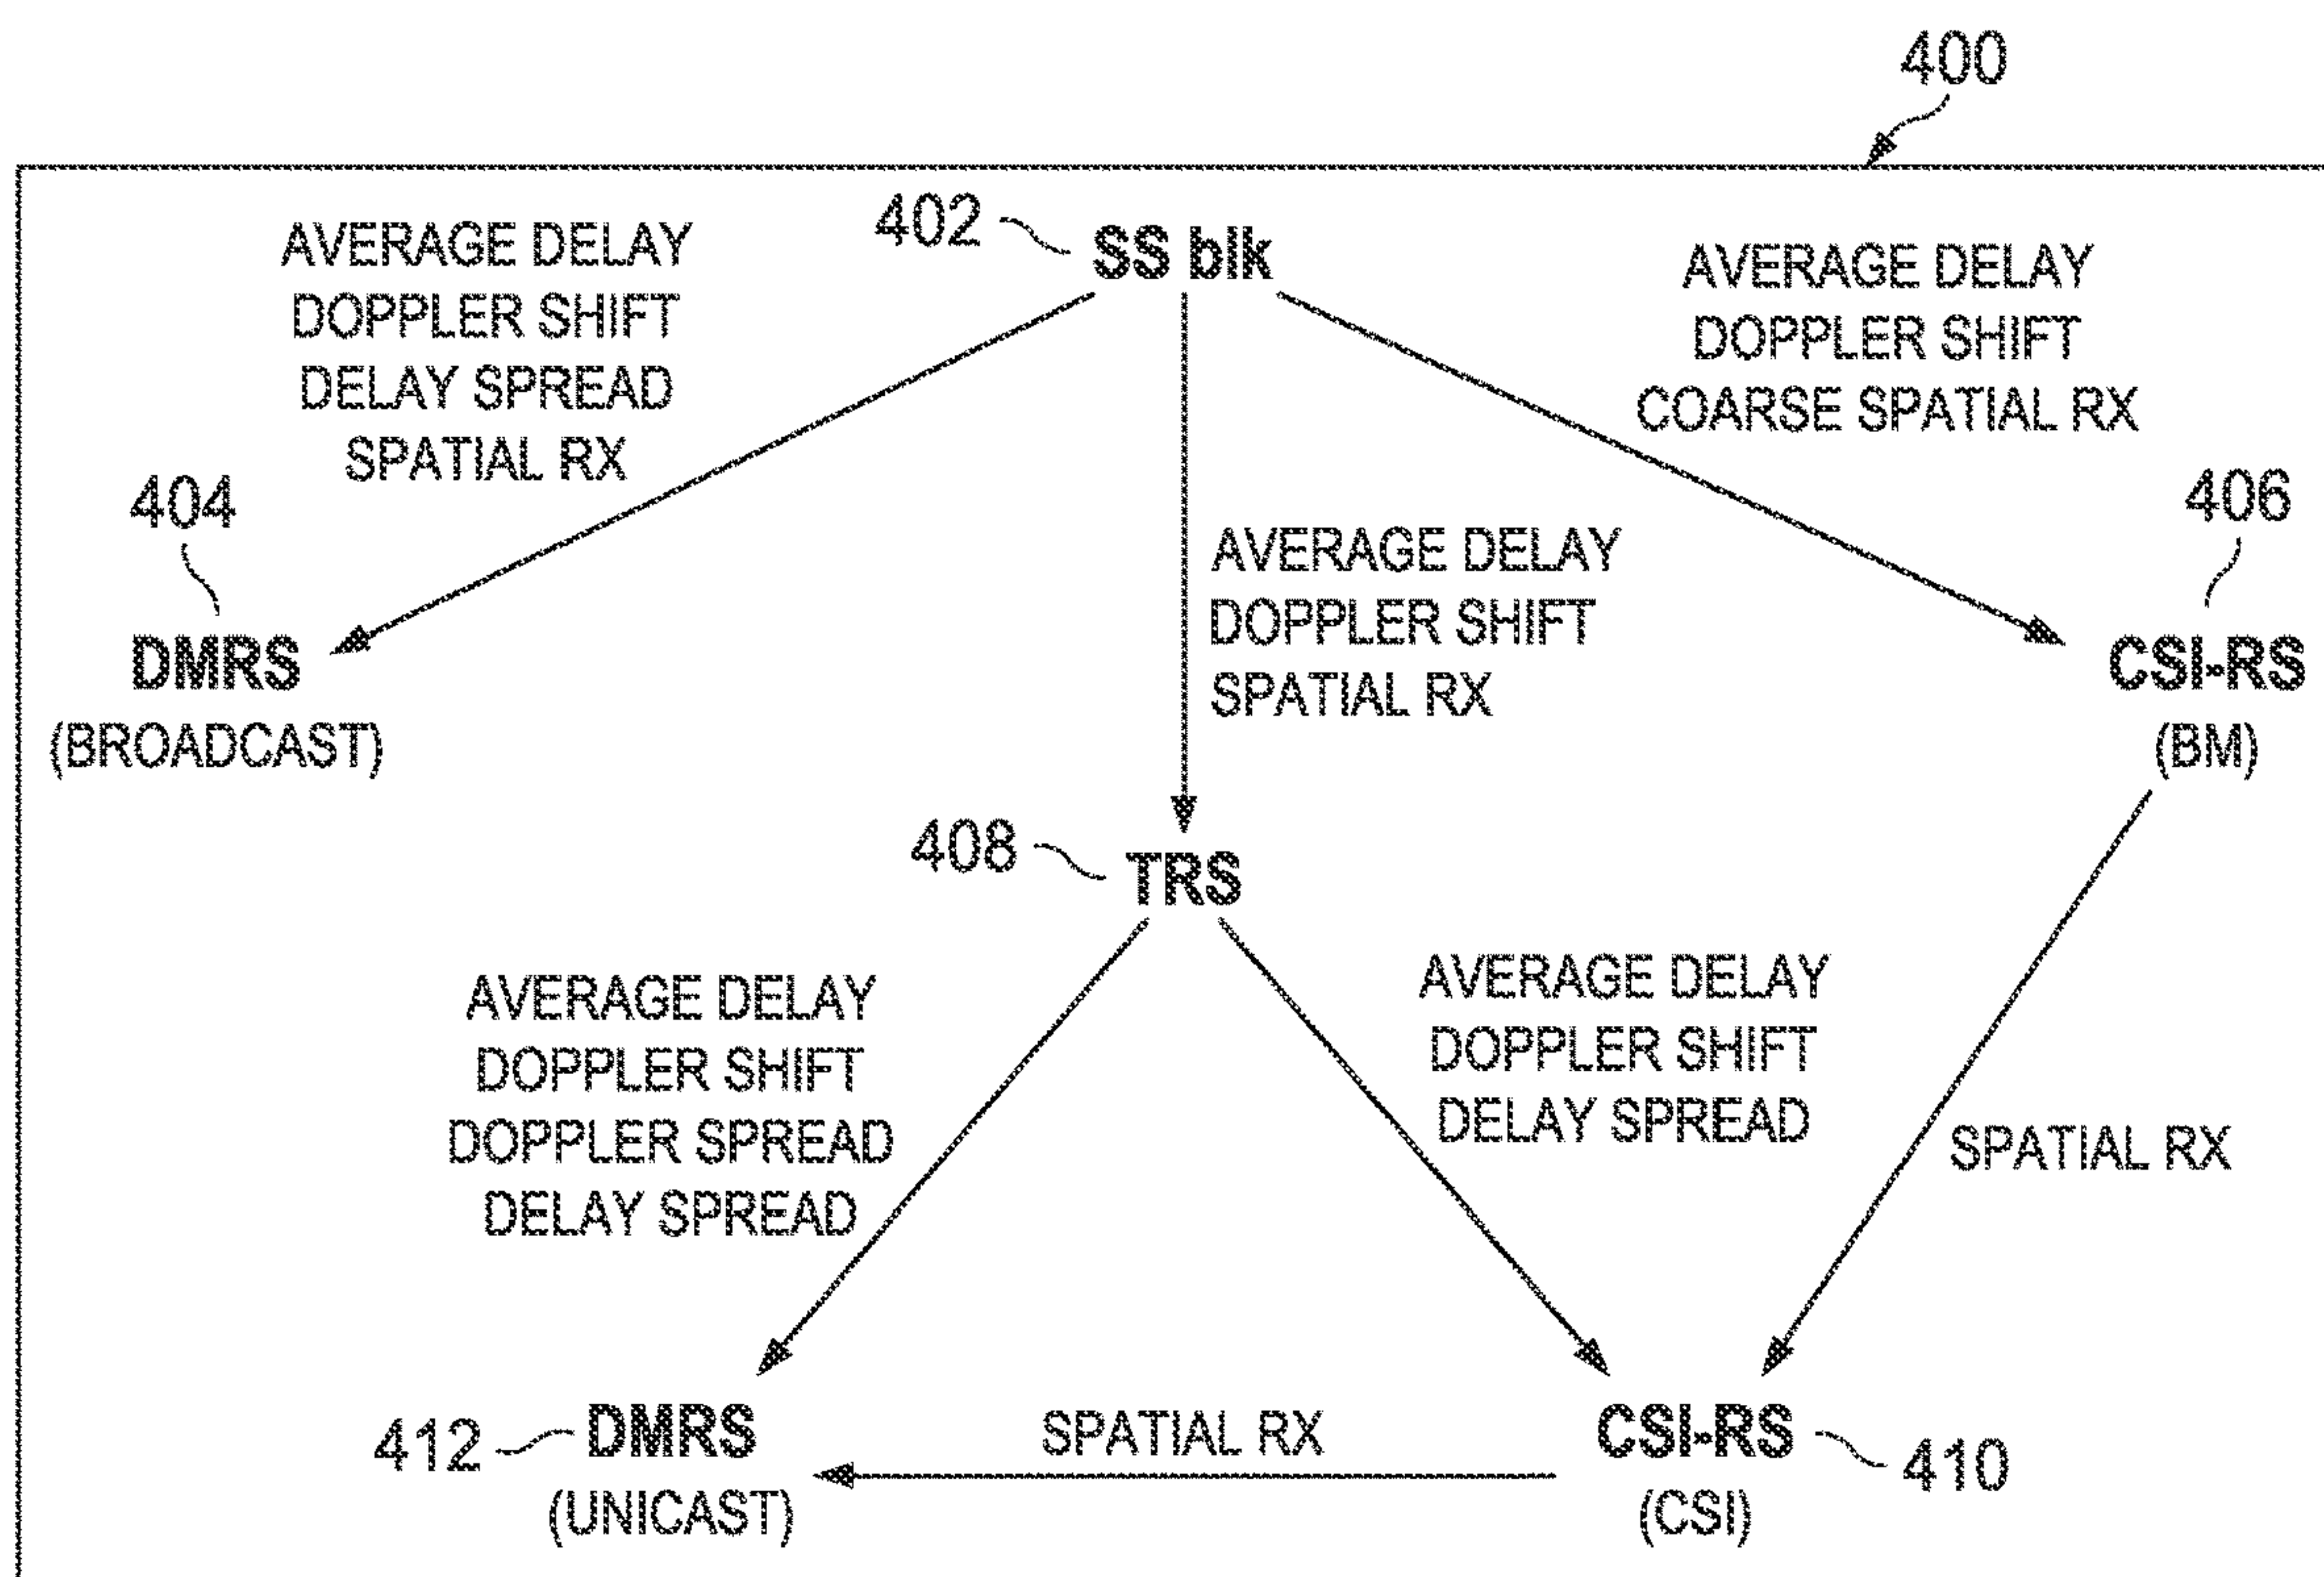 400
402
SS blk
AVERAGE DELAY
DOPPLER SHIFT
DELAY SPREAD
SPATIAL RX
AVERAGE DELAY
DOPPLER SHIFT
COARSE SPATIAL RX
404
DMRS
(BROADCAST)
AVERAGE DELAY
DOPPLER SHIFT
SPATIAL RX
406
CSI-RS
(BM)
408
TRS
AVERAGE DELAY
DOPPLER SHIFT
DOPPLER SPREAD
DELAY SPREAD
AVERAGE DELAY
DOPPLER SHIFT
DELAY SPREAD
SPATIAL RX
412
DMRS
(UNICAST)
SPATIAL RX
CSI-RS
(CSI)
410